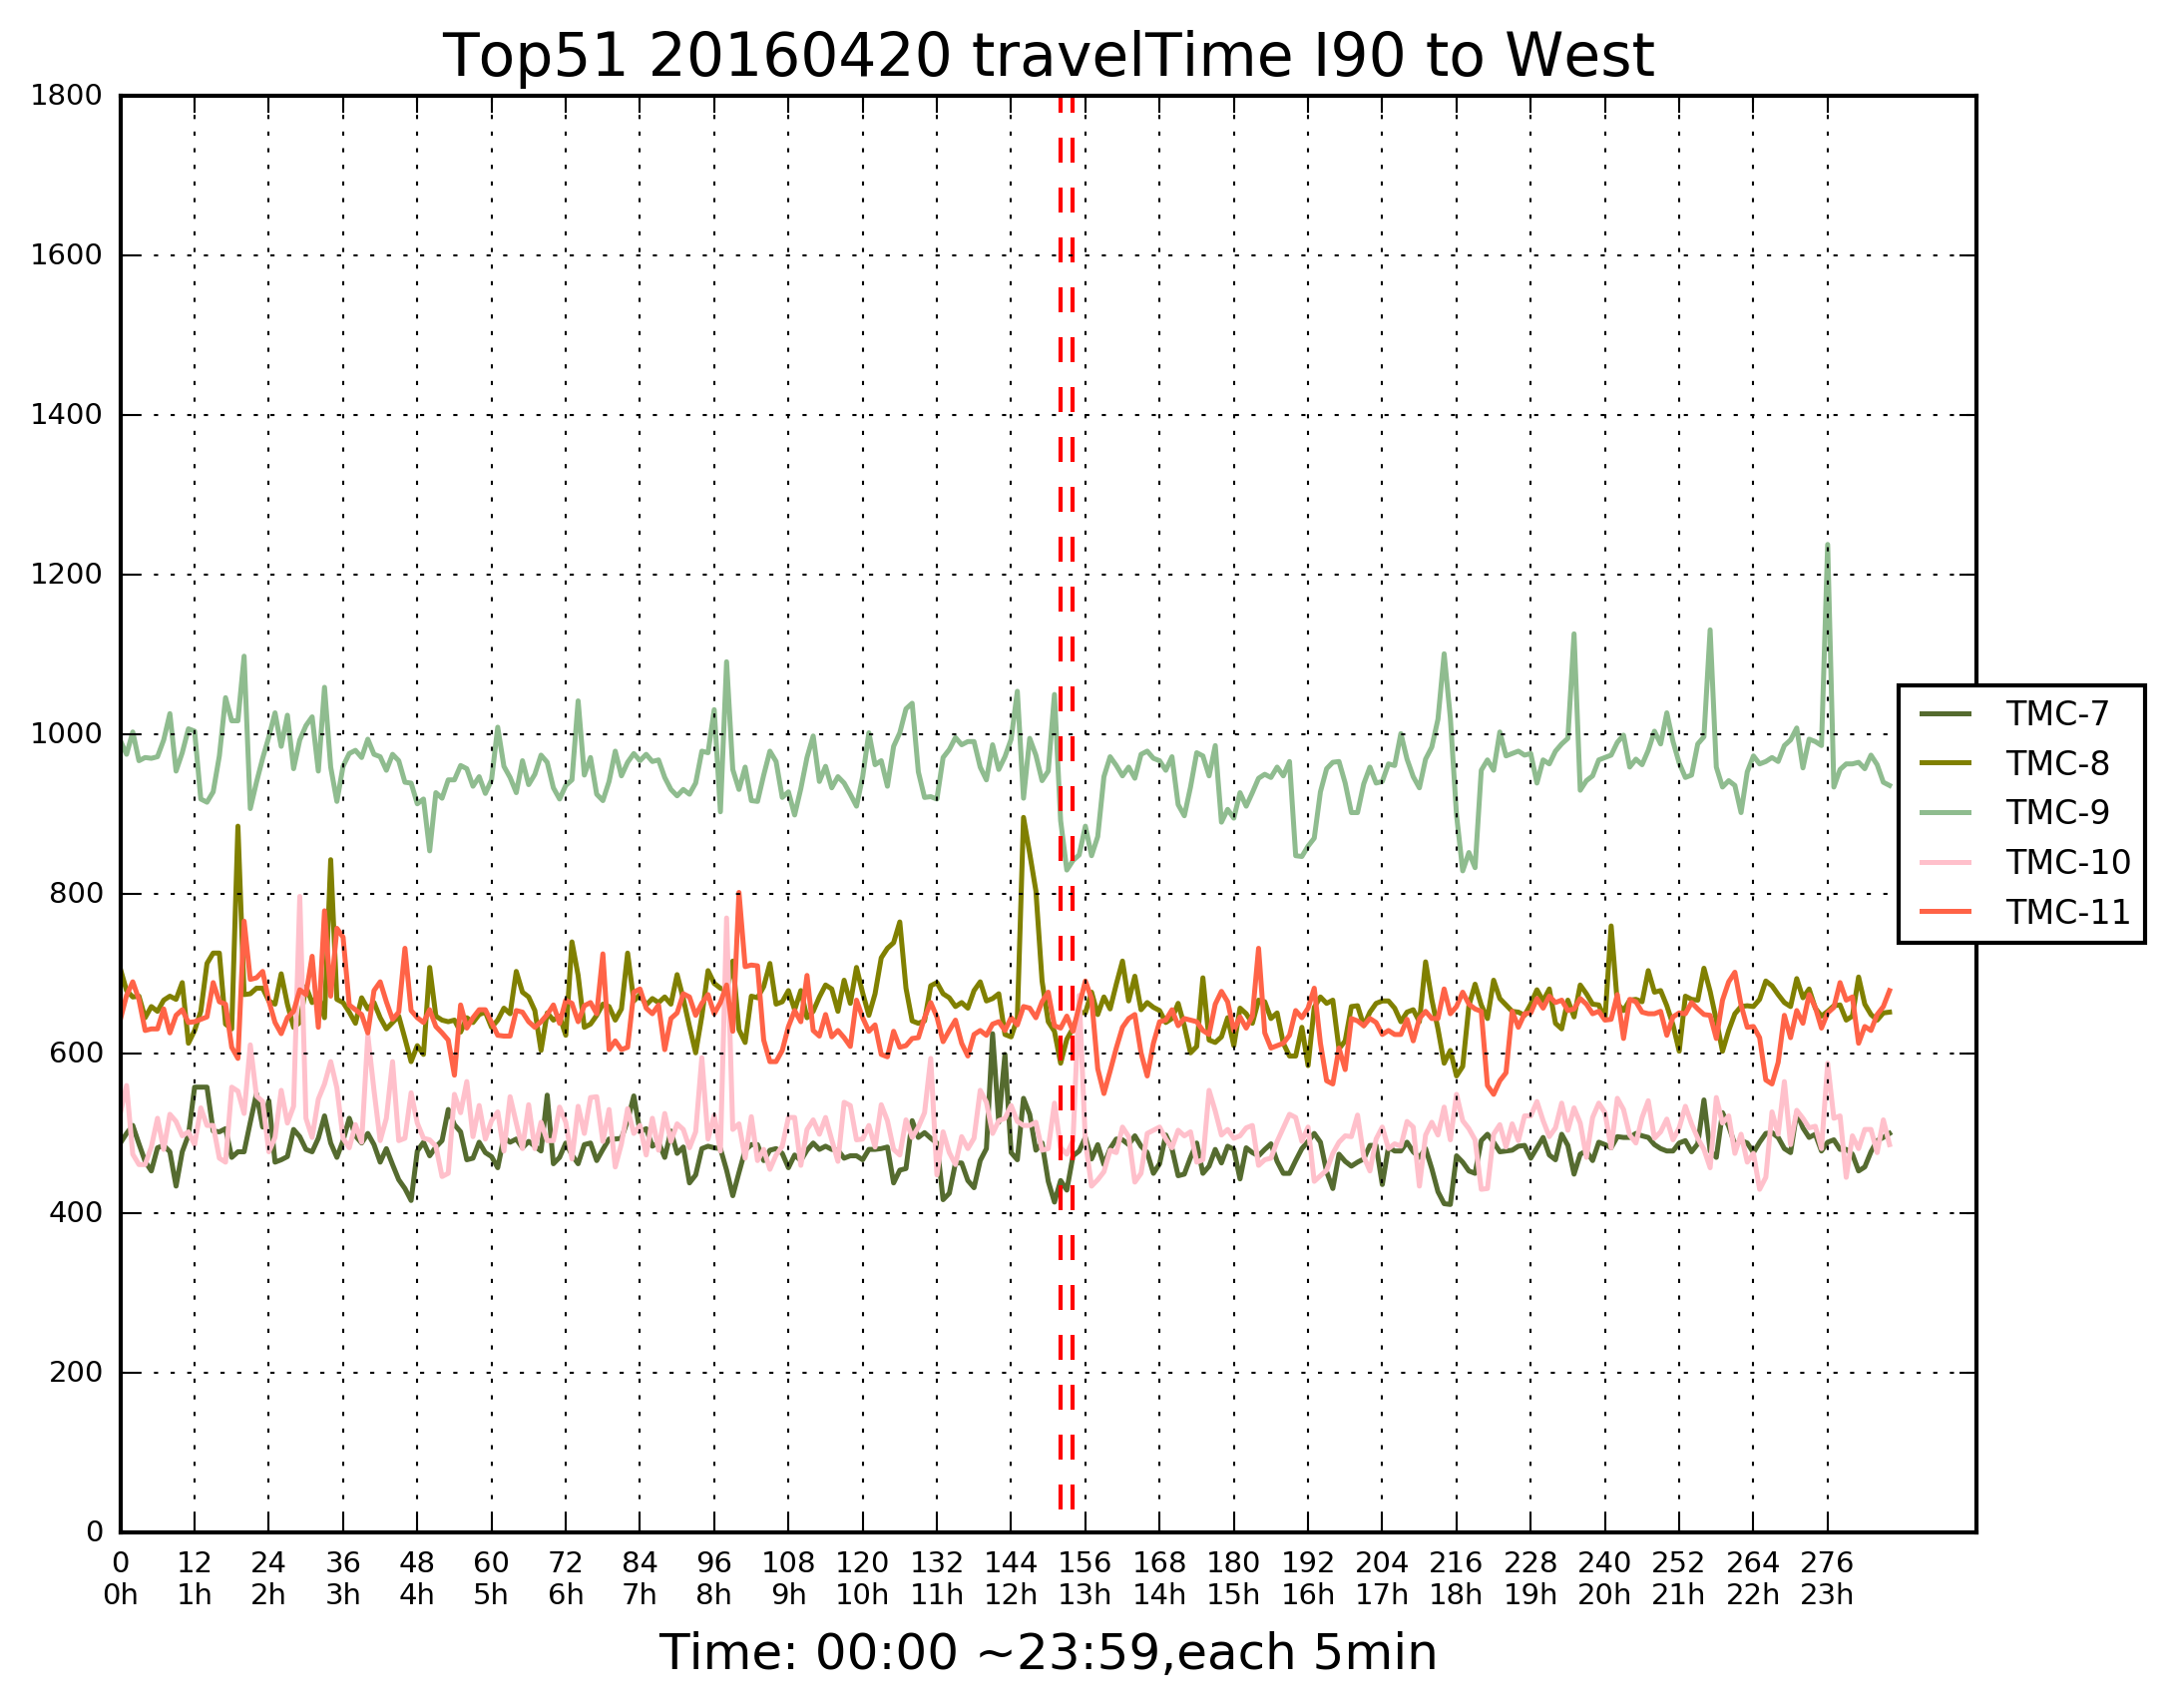 Top51 20160420 travelTime I90 to West
1800
1600
1400
1200
1000
800
600
400
200
0
TMC-7
TMC-8
TMC-9
TMC-10
TMC-11
0 12 24 36 48 60 72 84 96 108 120 132 144 156 168 180 192 204 216 228 240 252 264 276
0h 1h 2h 3h 4h 5h 6h 7h 8h 9h 10h 11h 12h 13h 14h 15h 16h 17h 18h 19h 20h 21h 22h 23h
Time: 00:00 ~23:59,each 5min